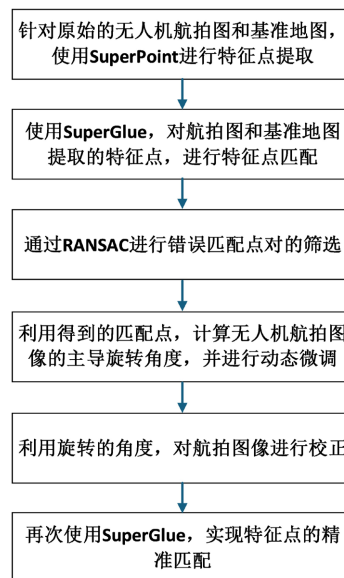 针对原始的无人机航拍图和基准地图，
使用SuperPoint进行特征点提取
使用SuperGlue，对航拍图和基准地图
提取的特征点，进行特征点匹配
通过RANSAC进行错误匹配点对的筛选
利用得到的匹配点，计算无人机航拍图
像的主导旋转角度，并进行动态微调
利用旋转的角度，对航拍图像进行校正
再次使用SuperGlue，实现特征点的精
准匹配